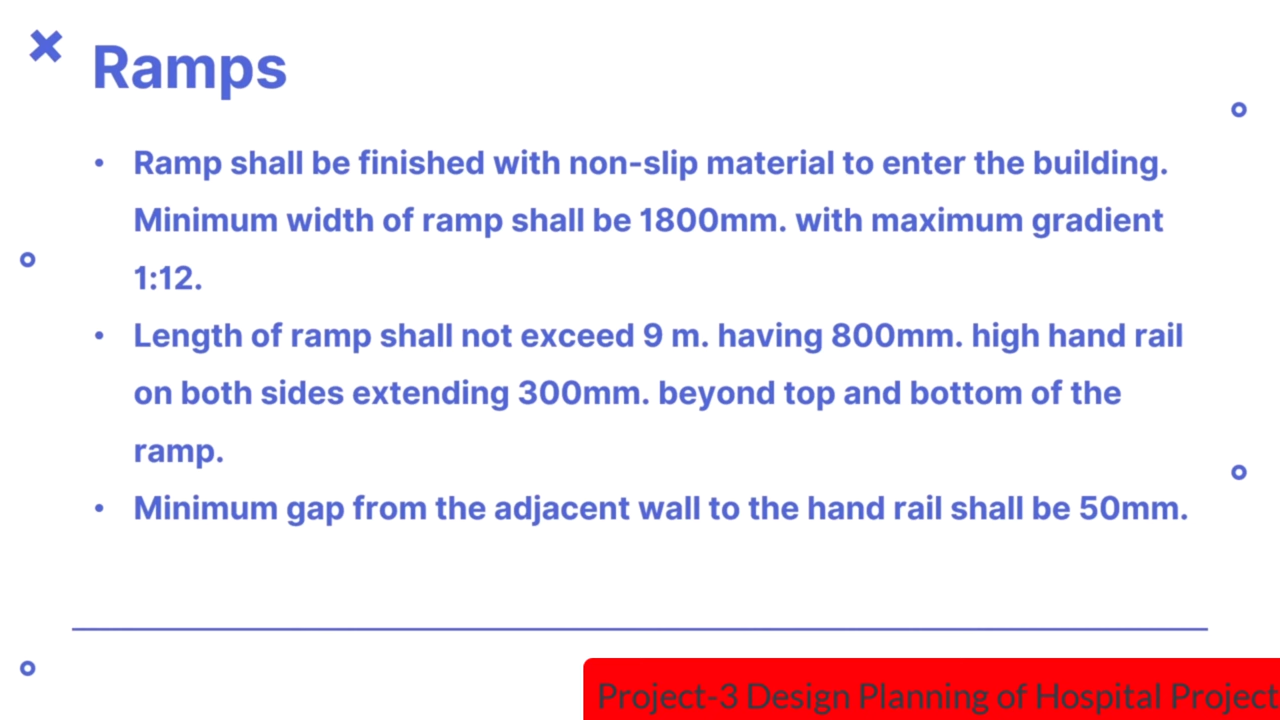 Ramps
• Ramp shall be finished with non-slip material to enter the building.
Minimum width of ramp shall be 1800mm. with maximum gradient
1:12.
• Length of ramp shall not exceed 9 m. having 800mm. high hand rail
on both sides extending 300mm. beyond top and bottom of the
ramp.
• Minimum gap from the adjacent wall to the hand rail shall be 50mm.
Project-3 Design Planning of Hospital Project